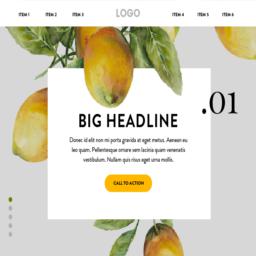 ITEM 1 ITEM 2 ITEM 3 LOGO ITEM 4 ITEM 5 ITEM 6
.01
BIG HEADLINE
Donec id elit non mi porta gravida at eget metus. Aenean eu
leo quam. Pellentesque ornare sem lacinia quam venenatis
vestibulum. Nullam quis risus eget urna mollis.
CALL TO ACTION